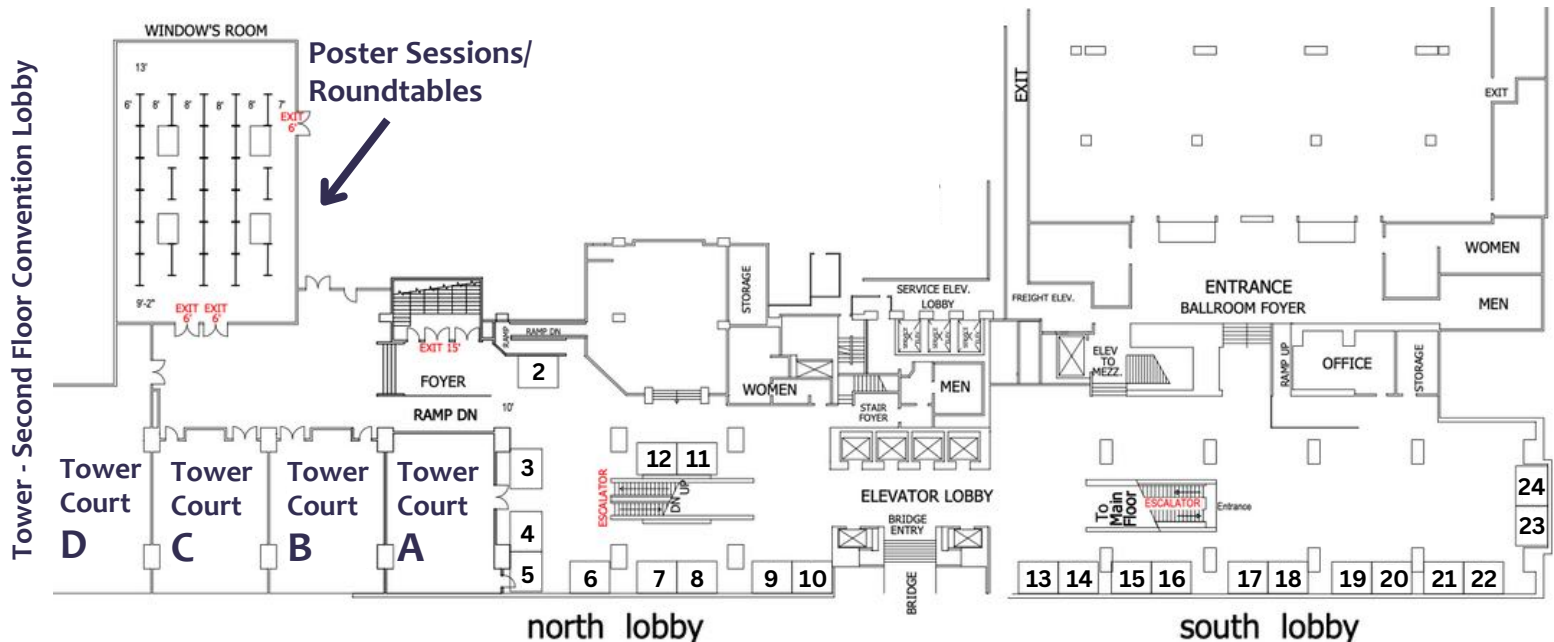 Tower - Second Floor Convention Lobby
WINDOW'S ROOM
Poster Sessions/
Roundtables
13'
6'
8'
8'
8'
8'
7'
EXIT
6'
9'-2"
EXIT
6'
EXIT
6'
EXIT 15'
RAMP
RAMP DN
2
FOYER
RAMP DN
10'
STORAGE
WOMEN
SERVICE ELEV.
LOBBY
SERVICE
SERVICE
SERVICE
MEN
STAIR
FOYER
EXIT
EXIT
FREIGHT ELEV.
ENTRANCE
BALLROOM FOYER
WOMEN
MEN
ELEV
TO
MEZZ.
RAMP UP
OFFICE
STORAGE
Tower
Court
D
Tower
Court
C
Tower
Court
B
Tower
Court
A
3
4
5
12
11
ESCALATOR
UP
DN
6
7
8
9
10
ELEVATOR LOBBY
BRIDGE
ENTRY
BRIDGE
To
Main
Floor
ESCALATOR
Entrance
24
23
13
14
15
16
17
18
19
20
21
22
north lobby
south lobby